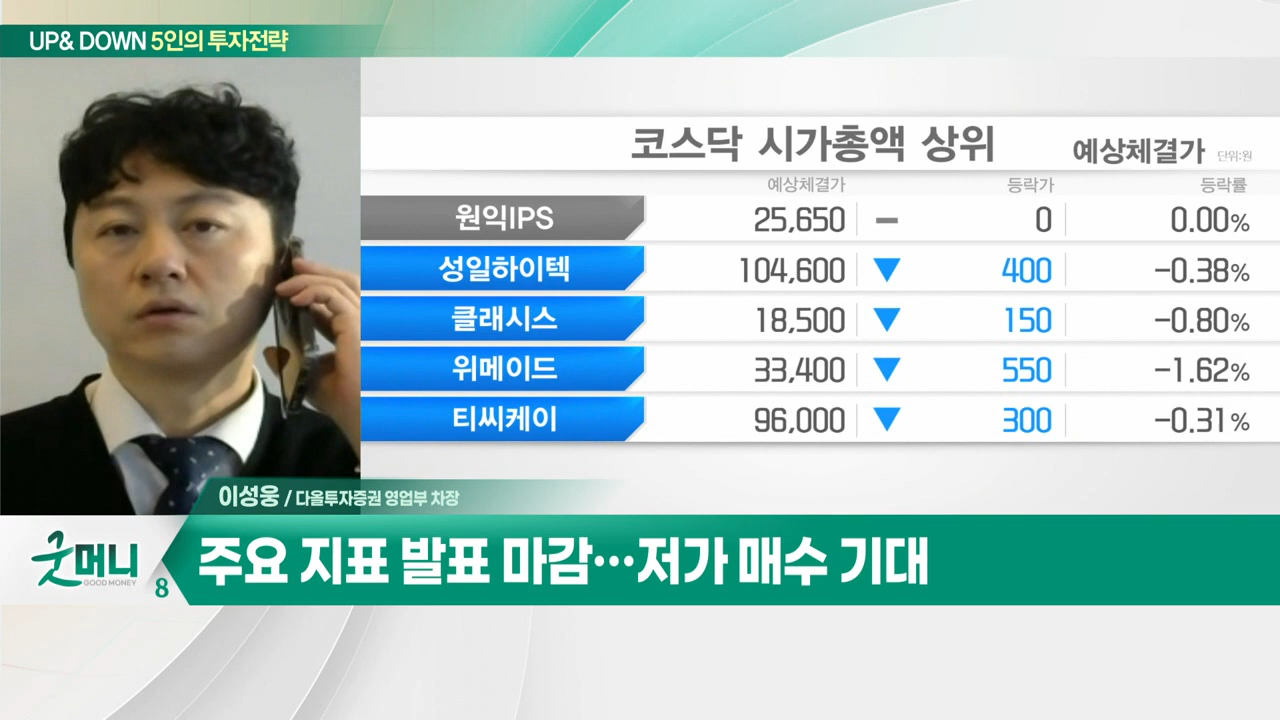 UP& DOWN 5인의 투자전략
코스닥 시가총액 상위 예상체결가 단위:원
예상체결가 등락가 등락률
원익IPS 25,650 - 0 0.00%
성일하이텍 104,600 ▼ 400 -0.38%
클래시스 18,500 ▼ 150 -0.80%
위메이드 33,400 ▼ 550 -1.62%
티씨케이 96,000 ▼ 300 -0.31%
이성웅 / 다올투자증권 영업부 차장
굿머니
GOOD MONEY
8
주요 지표 발표 마감…저가 매수 기대